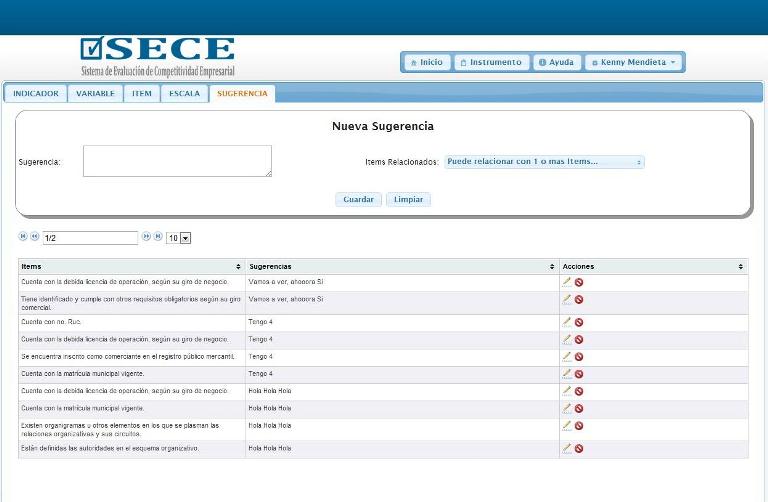 SECE
Sistema de Evaluación de Competitividad Empresarial
Inicio
Instrumento
Ayuda
Kenny Mendieta
INDICADOR
VARIABLE
ITEM
ESCALA
SUGERENCIA
Nueva Sugerencia
Sugerencia:
Items Relacionados:
Puede relacionar con 1 o mas Items...
Guardar
Limpiar
1/2
10
Items
Sugerencias
Acciones
Cuenta con la debida licencia de operación, según su giro de negocio.
Vamos a ver, ahooora Si
Tiene identificado y cumple con otros requisitos obligatorios según su giro
comercial.
Vamos a ver, ahooora Si
Cuenta con no. Ruc.
Tengo 4
Cuenta con la debida licencia de operación, según su giro de negocio.
Tengo 4
Se encuentra inscrito como comerciante en el registro público mercantil.
Tengo 4
Cuenta con la matrícula municipal vigente.
Tengo 4
Cuenta con la debida licencia de operación, según su giro de negocio.
Hola Hola Hola
Cuenta con la matrícula municipal vigente.
Hola Hola Hola
Existen organigramas u otros elementos en los que se plasman las
relaciones organizativas y sus circuitos.
Hola Hola Hola
Están definidas las autoridades en el esquema organizativo.
Hola Hola Hola